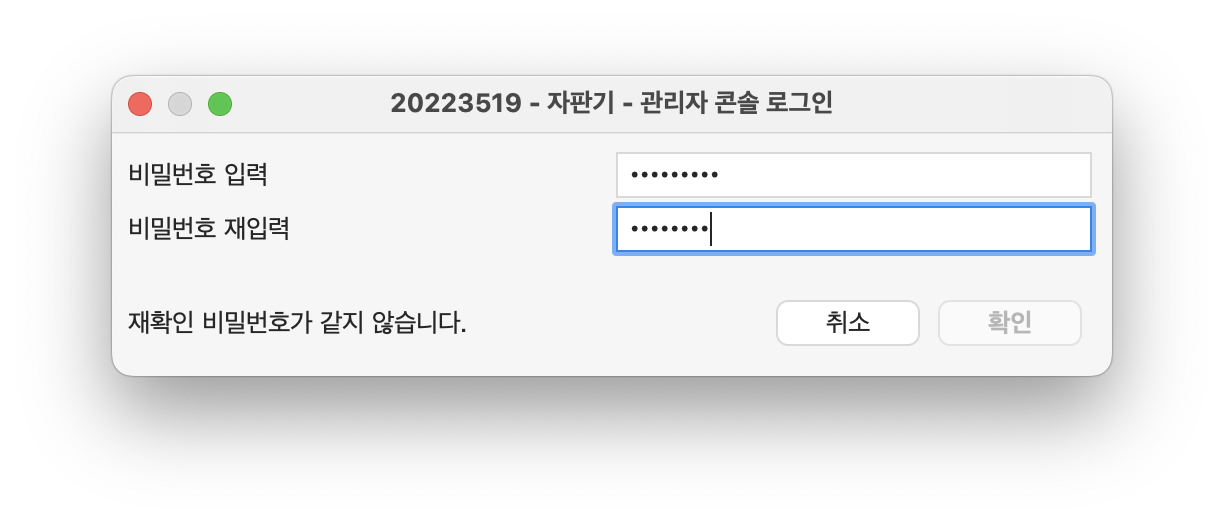 20223519 - 자판기 - 관리자 콘솔 로그인
비밀번호 입력 •••••••••
비밀번호 재입력 ••••••••
재확인 비밀번호가 같지 않습니다. 취소 확인